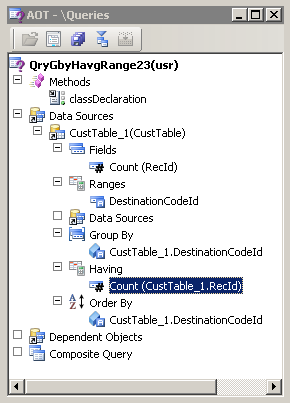 AOT - \Queries
QryGbyHavgRange23(usr)
Methods
classDeclaration
Data Sources
CustTable_1(CustTable)
Fields
Count (RecId)
Ranges
DestinationCodeId
Data Sources
Group By
CustTable_1.DestinationCodeId
Having
Count (CustTable_1.RecId)
Order By
CustTable_1.DestinationCodeId
Dependent Objects
Composite Query